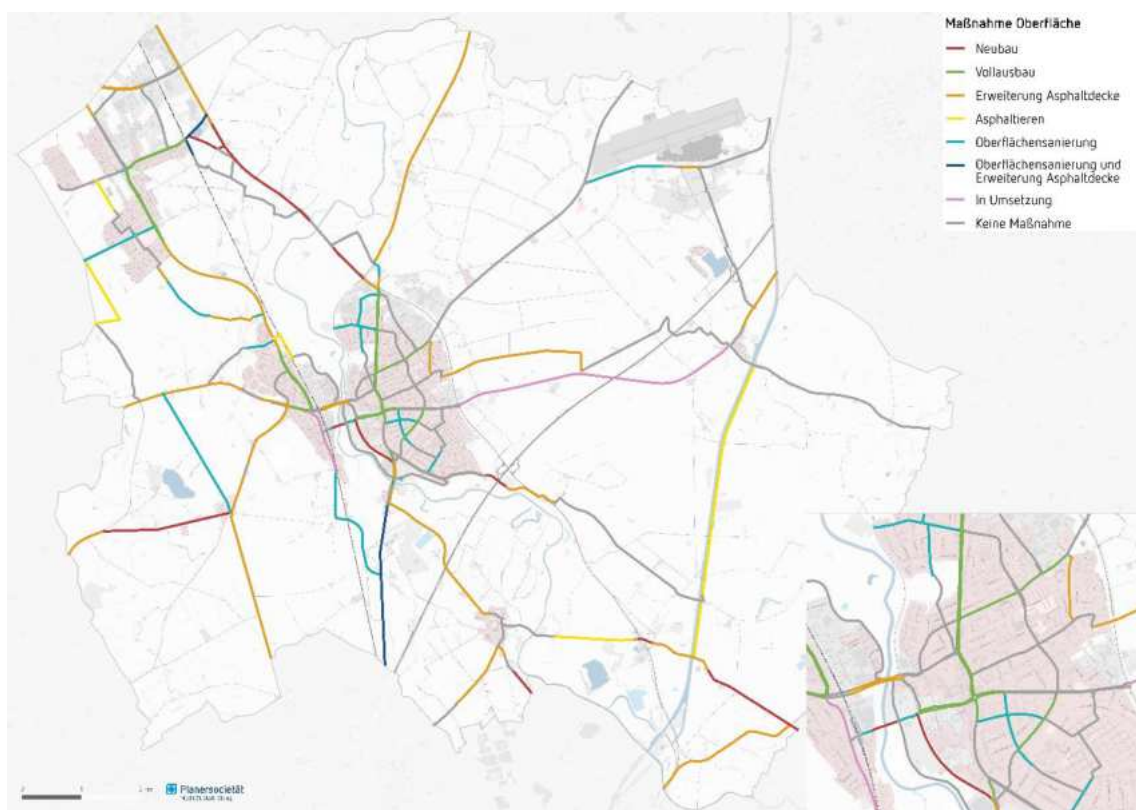 Maßnahme Oberfläche
Neubau
Vollausbau
Erweiterung Asphaltdecke
Asphaltieren
Oberflächensanierung
Oberflächensanierung und
Erweiterung Asphaltdecke
In Umsetzung
Keine Maßnahme
Planersocietät